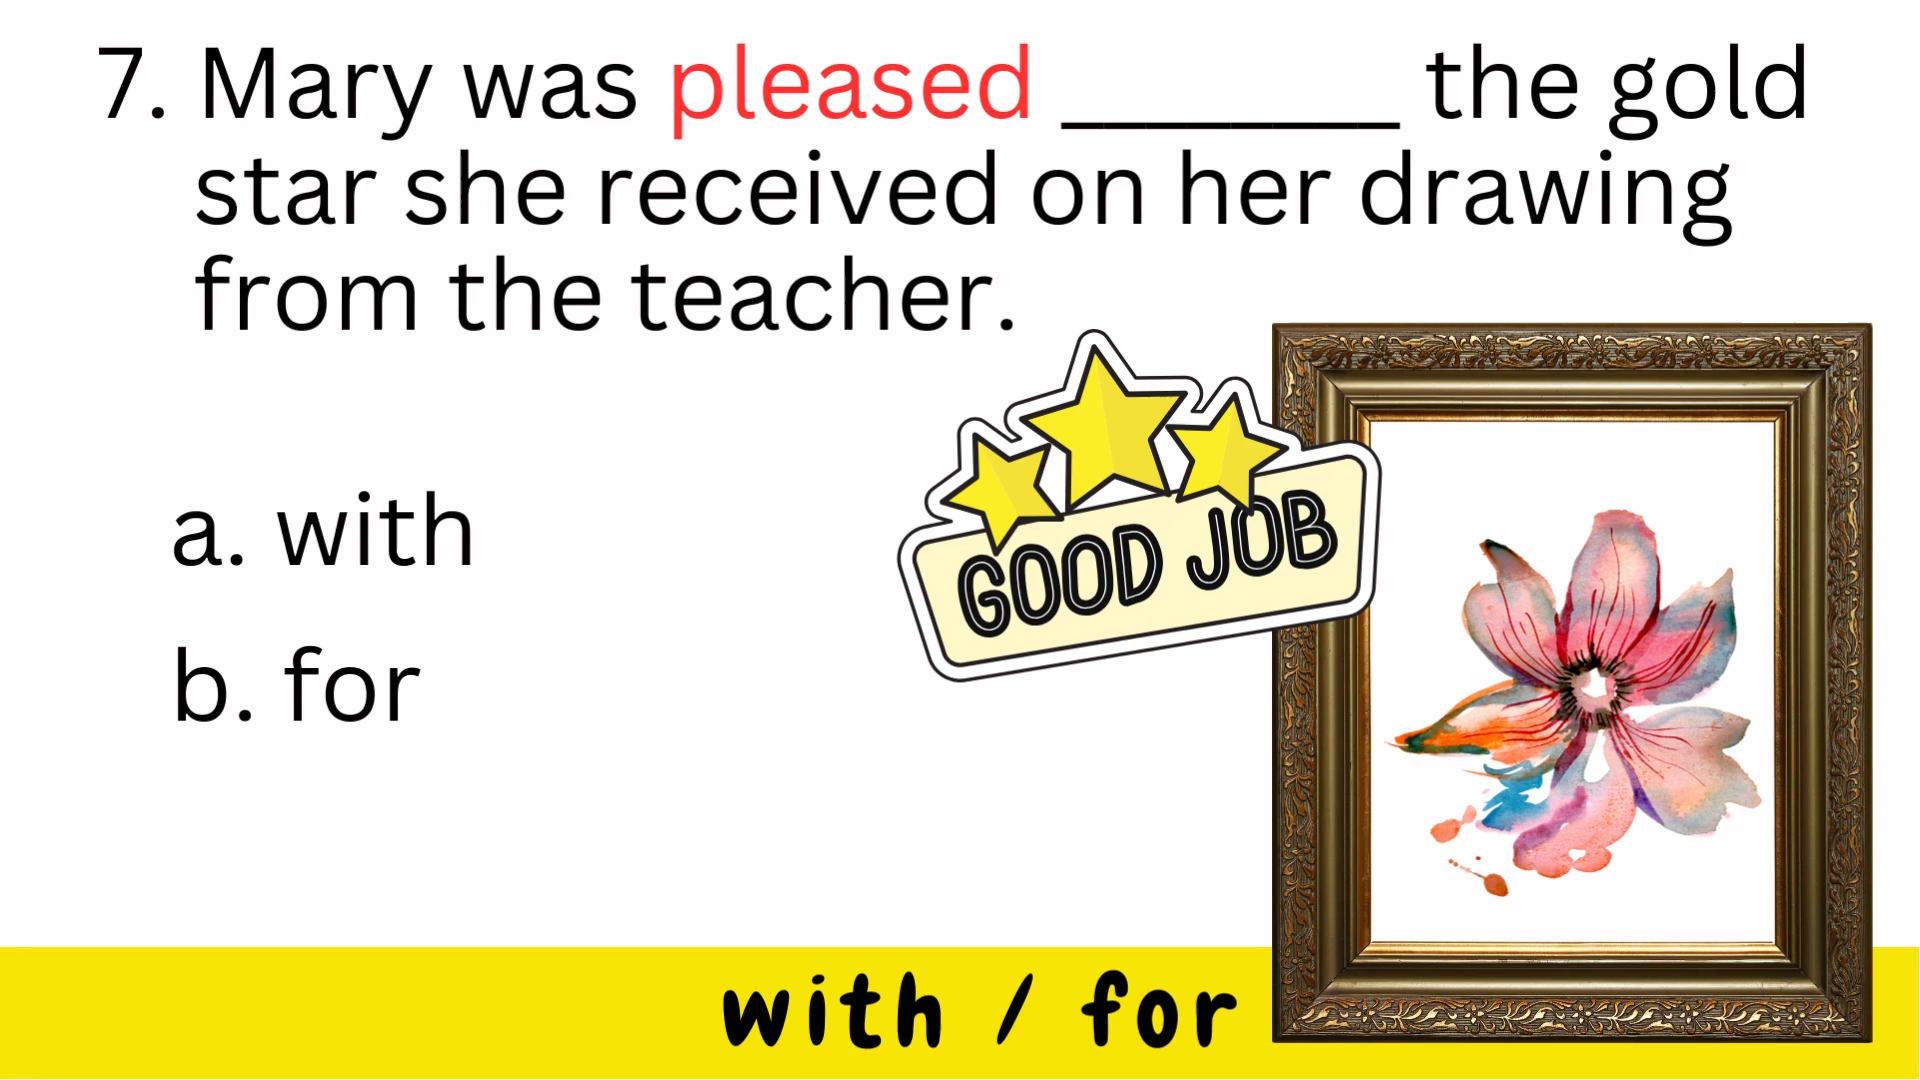 7. Mary was pleased ________ the gold
star she received on her drawing
from the teacher.
GOOD JOB
a. with
b. for
with / for